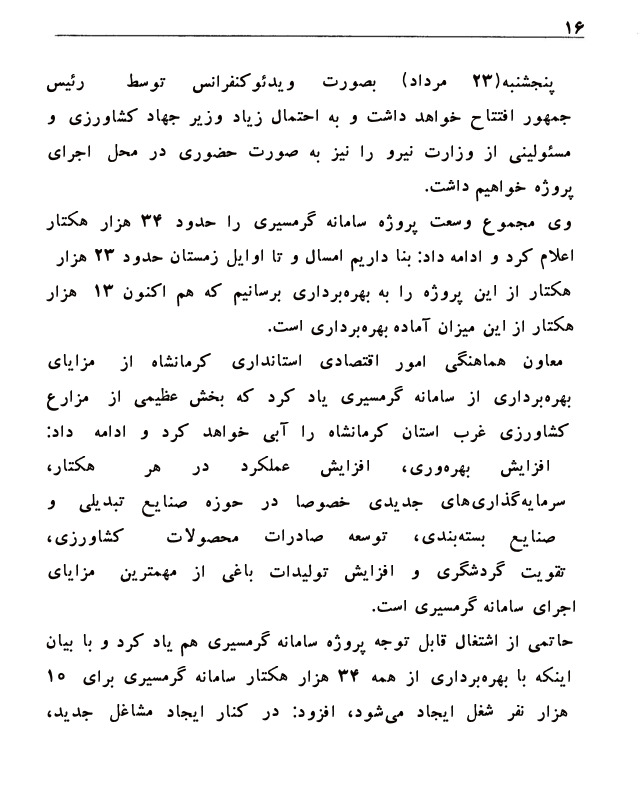 ۱۶
پنجشنبه(۲۳ مرداد) بصورت ویدئوکنفرانس توسط رئیس
جمهور افتتاح خواهد داشت و به احتمال زیاد وزیر جهاد کشاورزی و
مسئولینی از وزارت نیرو را نیز به صورت حضوری در محل اجرای
پروژه خواهیم داشت.
وی مجموع وسعت پروژه سامانه گرمسیری را حدود ۳۴ هزار هکتار
اعلام کرد و ادامه داد: بنا داریم امسال و تا اوایل زمستان حدود ۲۳ هزار
هکتار از این پروژه را به بهره‌برداری برسانیم که هم اکنون ۱۳ هزار
هکتار از این میزان آماده بهره‌برداری است.
معاون هماهنگی امور اقتصادی استانداری کرمانشاه از مزایای
بهره‌برداری از سامانه گرمسیری یاد کرد که بخش عظیمی از مزارع
کشاورزی غرب استان کرمانشاه را آبی خواهد کرد و ادامه داد:
افزایش بهره‌وری، افزایش عملکرد در هر هکتار،
سرمایه‌گذاری‌های جدیدی خصوصا در حوزه صنایع تبدیلی و
صنایع بسته‌بندی، توسعه صادرات محصولات کشاورزی،
تقویت گردشگری و افزایش تولیدات باغی از مهمترین مزایای
اجرای سامانه گرمسیری است.
حاتمی از اشتغال قابل توجه پروژه سامانه گرمسیری هم یاد کرد و با بیان
اینکه با بهره‌برداری از همه ۳۴ هزار هکتار سامانه گرمسیری برای ۱۰
هزار نفر شغل ایجاد می‌شود، افزود: در کنار ایجاد مشاغل جدید،